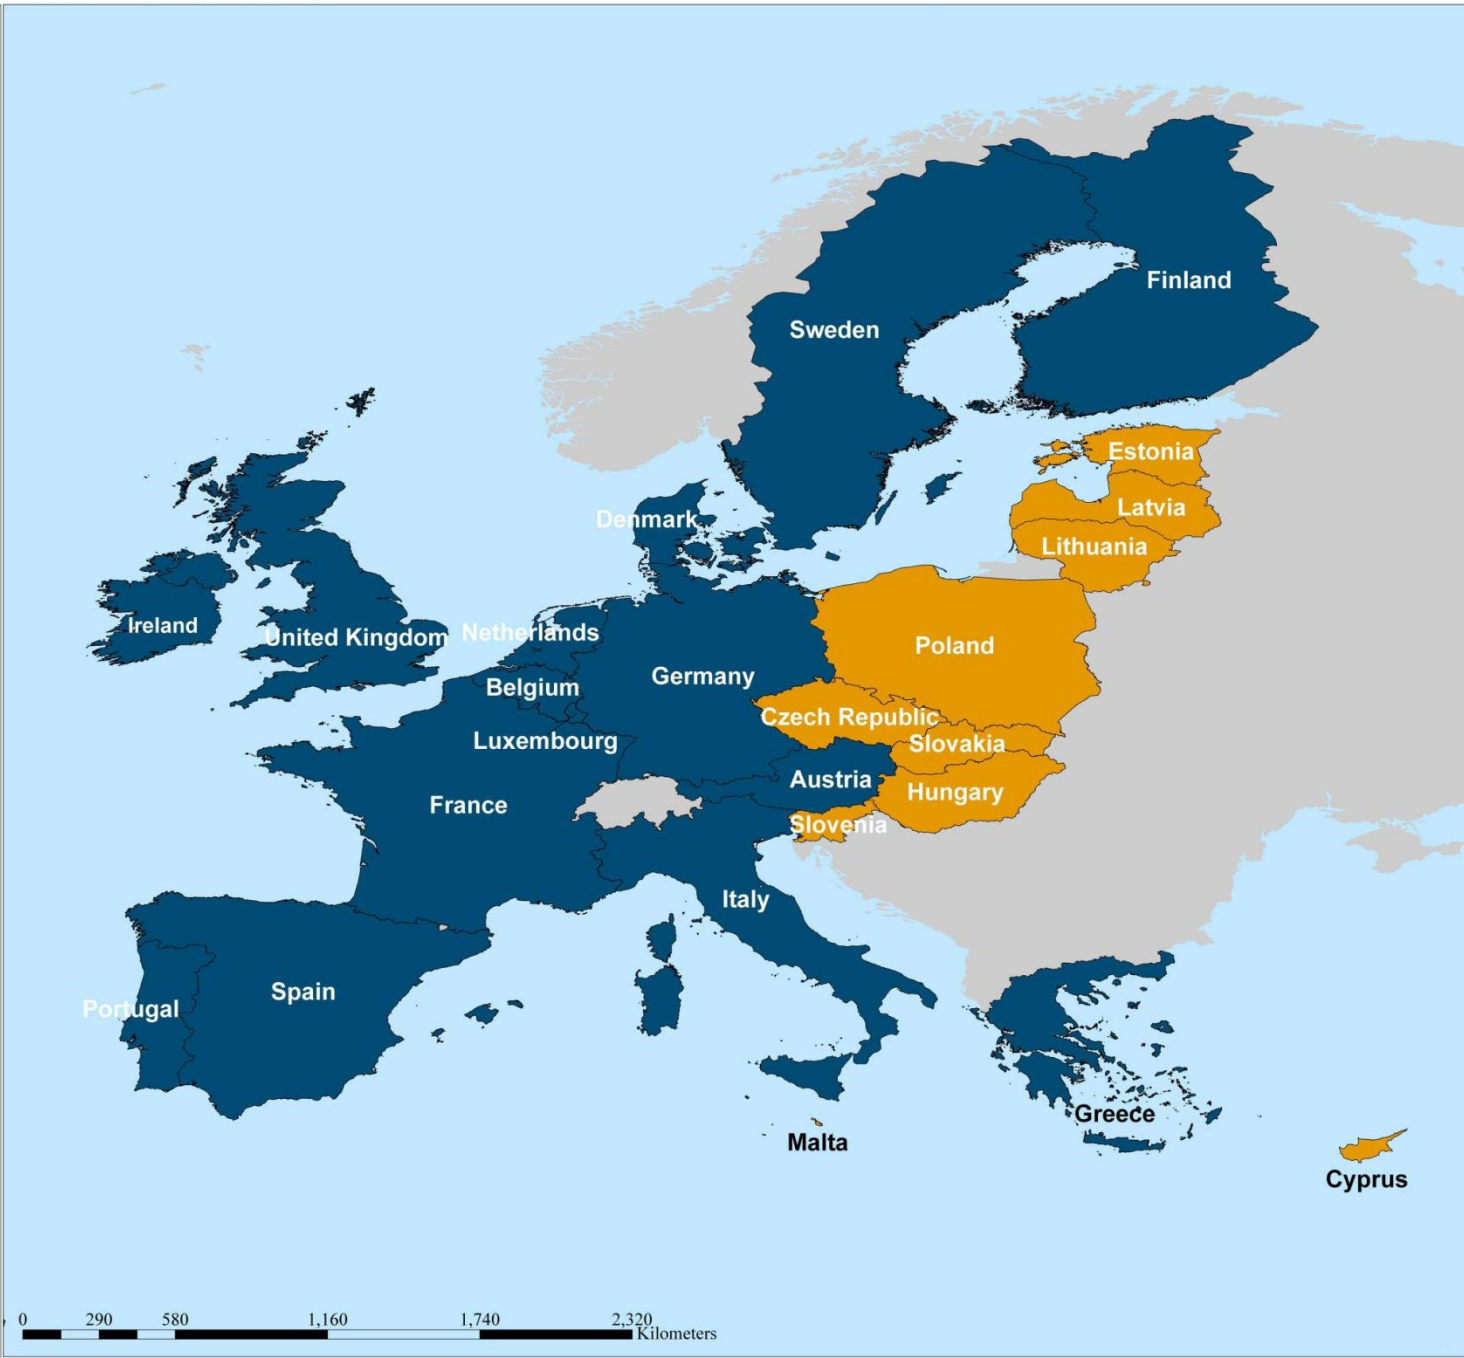 Finland
Sweden
Estonia
Latvia
Denmark
Lithuania
Ireland
United Kingdom
Netherlands
Poland
Germany
Belgium
Czech Republic
Luxembourg
Slovakia
Austria
Hungary
France
Slovenia
Italy
Spain
Portugal
Greece
Malta
Cyprus
0 290 580 1,160 1,740 2,320
Kilometers